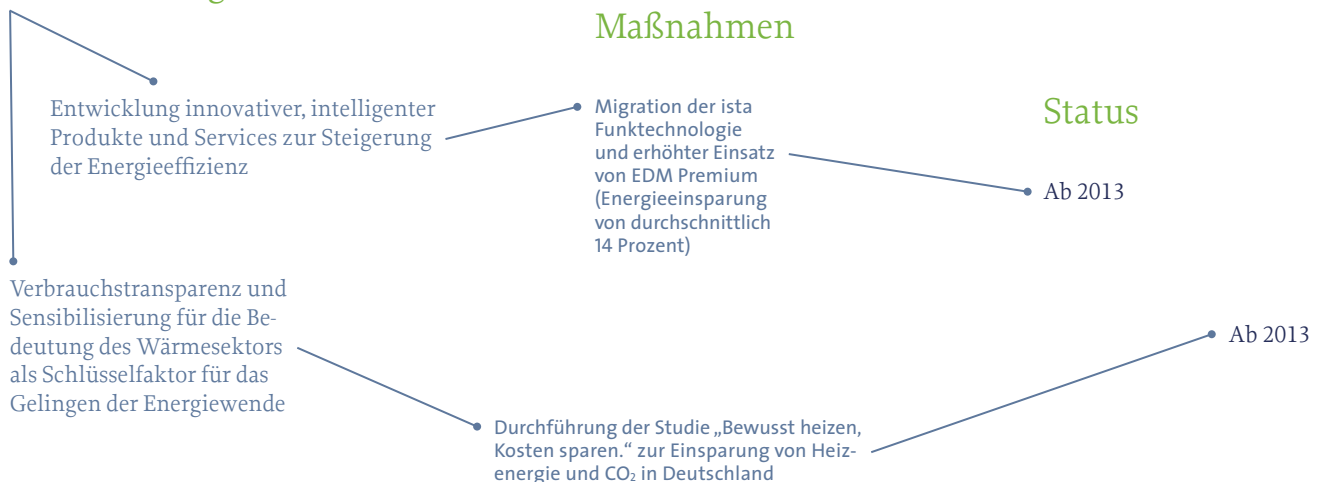 Maßnahmen
Entwicklung innovativer, intelligenter
Produkte und Services zur Steigerung
der Energieeffizienz
Migration der ista
Funktechnologie
und erhöhter Einsatz
von EDM Premium
(Energieeinsparung
von durchschnittlich
14 Prozent)
Status
Ab 2013
Verbrauchstransparenz und
Sensibilisierung für die Be-
deutung des Wärmesektors
als Schlüsselfaktor für das
Gelingen der Energiewende
Durchführung der Studie „Bewusst heizen,
Kosten sparen.“ zur Einsparung von Heiz-
energie und CO₂ in Deutschland
Ab 2013